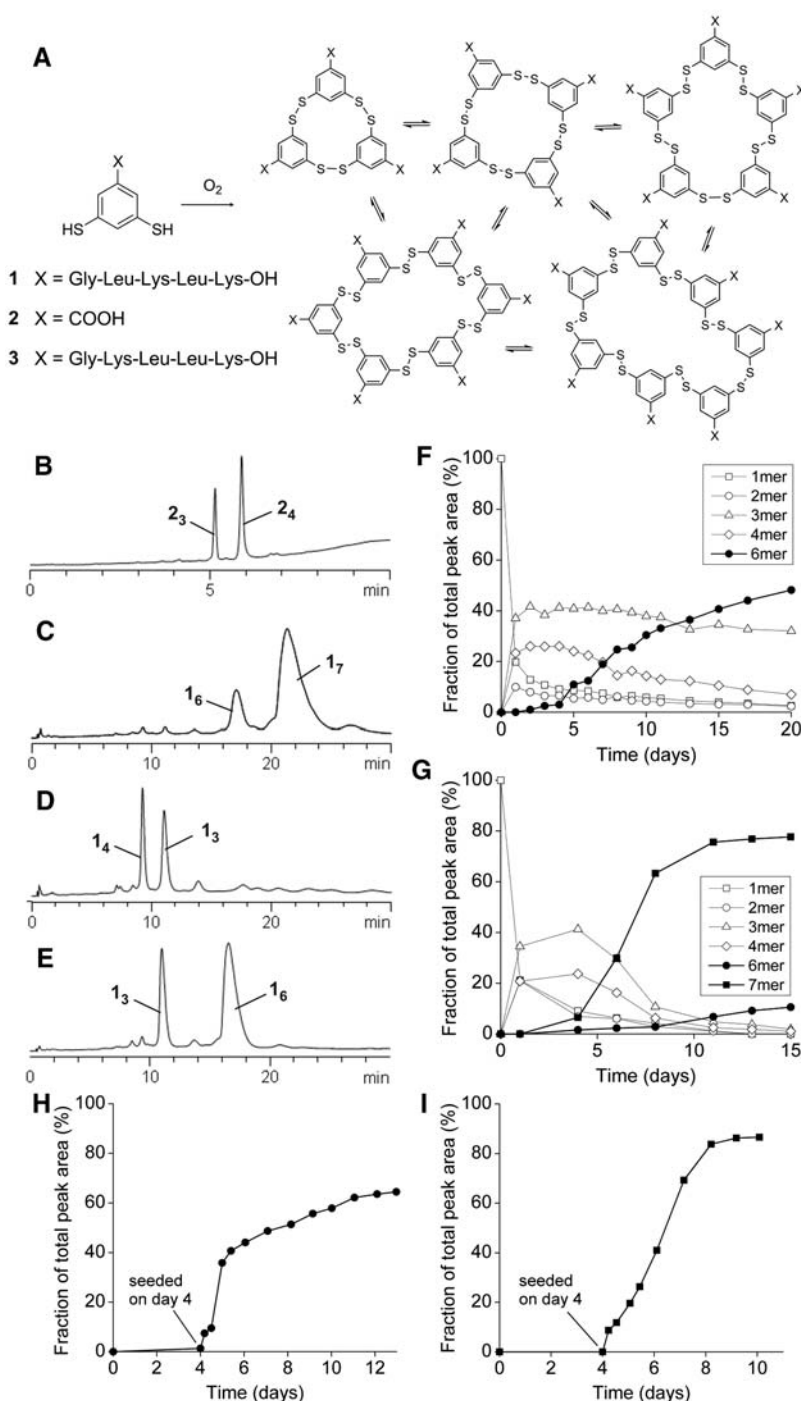 A
X
X
X
S
S
S
S
S
S
X
X
X
S-S
S
S
S
S
S-S
X
X
X
X
S
S
S
S
X
X
S
S
S
S
X
S-S
X
X
HS
SH
O2
X
X
S-S
S
S
X
X
S
S
S
S
S-S
S-S
X
X
X
X
S-S
S
S
X
X
S
S
S
S
S-S
S-S
S-S
X
X
X
X
1 X = Gly-Leu-Lys-Leu-Lys-OH
2 X = COOH
3 X = Gly-Lys-Leu-Leu-Lys-OH
B
23
24
0
5
min
C
16
17
0
10
20
min
D
14
13
0
10
20
min
E
13
16
0
10
20
min
F
Fraction of total peak area (%)
100
80
60
40
20
0
1mer
2mer
3mer
4mer
6mer
0
5
10
15
20
Time (days)
G
Fraction of total peak area (%)
100
80
60
40
20
0
1mer
2mer
3mer
4mer
6mer
7mer
0
5
10
15
Time (days)
H
Fraction of total peak area (%)
100
80
60
40
20
0
seeded
on day 4
0
2
4
6
8
10
12
Time (days)
I
Fraction of total peak area (%)
100
80
60
40
20
0
seeded
on day 4
0
2
4
6
8
10
Time (days)